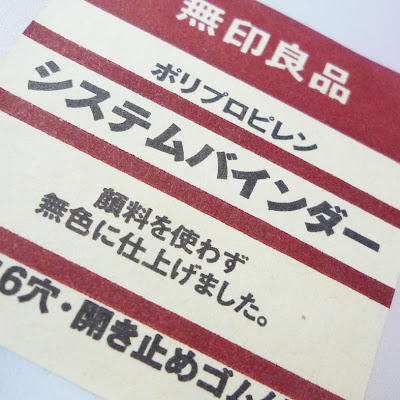 無印良品
ポリプロピレン
システムバインダー
顔料を使わず
無色に仕上げました。
6穴・開き止めゴム